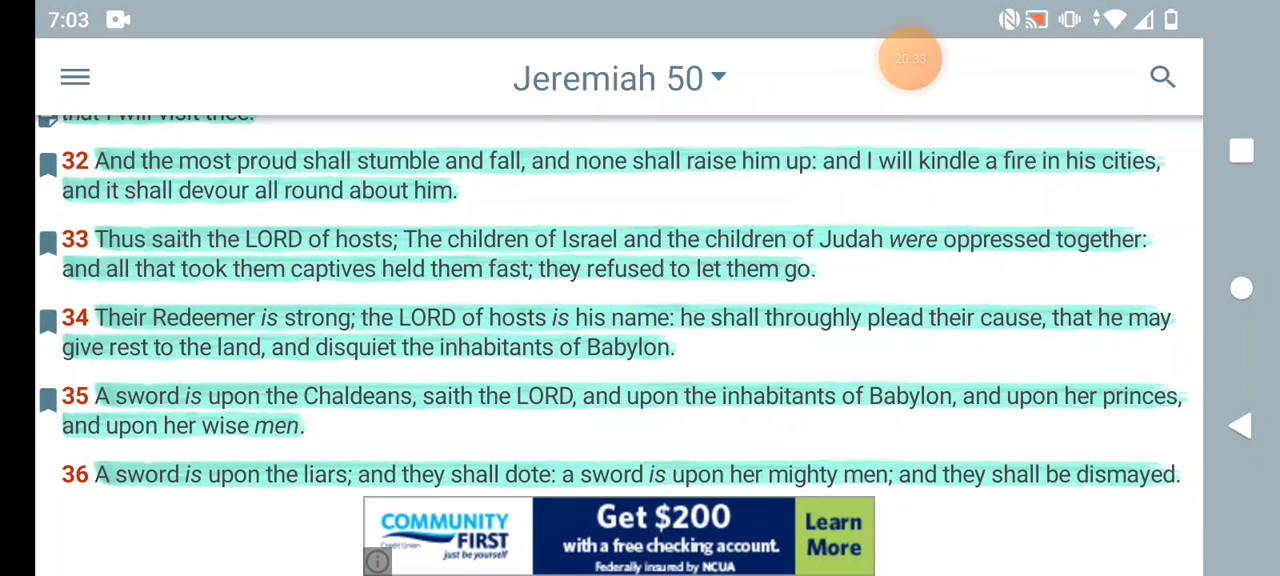 7:03
20:33
Jeremiah 50
that I will visit thee.
32 And the most proud shall stumble and fall, and none shall raise him up: and I will kindle a fire in his cities,
and it shall devour all round about him.
33 Thus saith the LORD of hosts; The children of Israel and the children of Judah were oppressed together:
and all that took them captives held them fast; they refused to let them go.
34 Their Redeemer is strong; the LORD of hosts is his name: he shall throughly plead their cause, that he may
give rest to the land, and disquiet the inhabitants of Babylon.
35 A sword is upon the Chaldeans, saith the LORD, and upon the inhabitants of Babylon, and upon her princes,
and upon her wise men.
36 A sword is upon the liars; and they shall dote: a sword is upon her mighty men; and they shall be dismayed.
COMMUNITY
FIRST
Credit Union
just be yourself
Get $200
with a free checking account.
Federally insured by NCUA
Learn
More